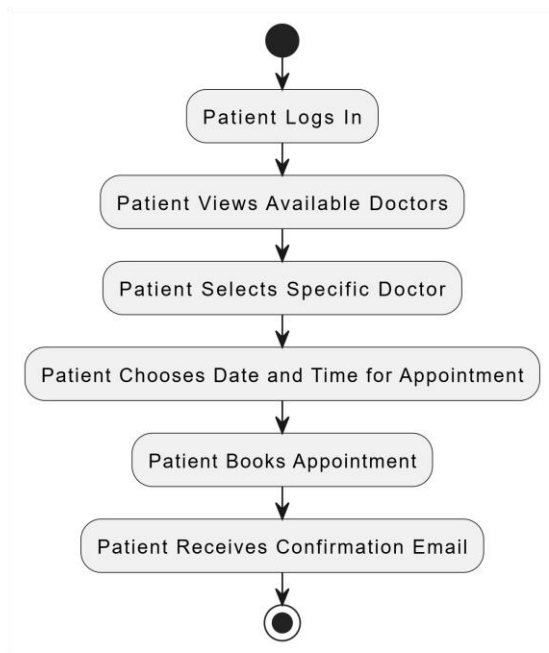 Patient Logs In
Patient Views Available Doctors
Patient Selects Specific Doctor
Patient Chooses Date and Time for Appointment
Patient Books Appointment
Patient Receives Confirmation Email